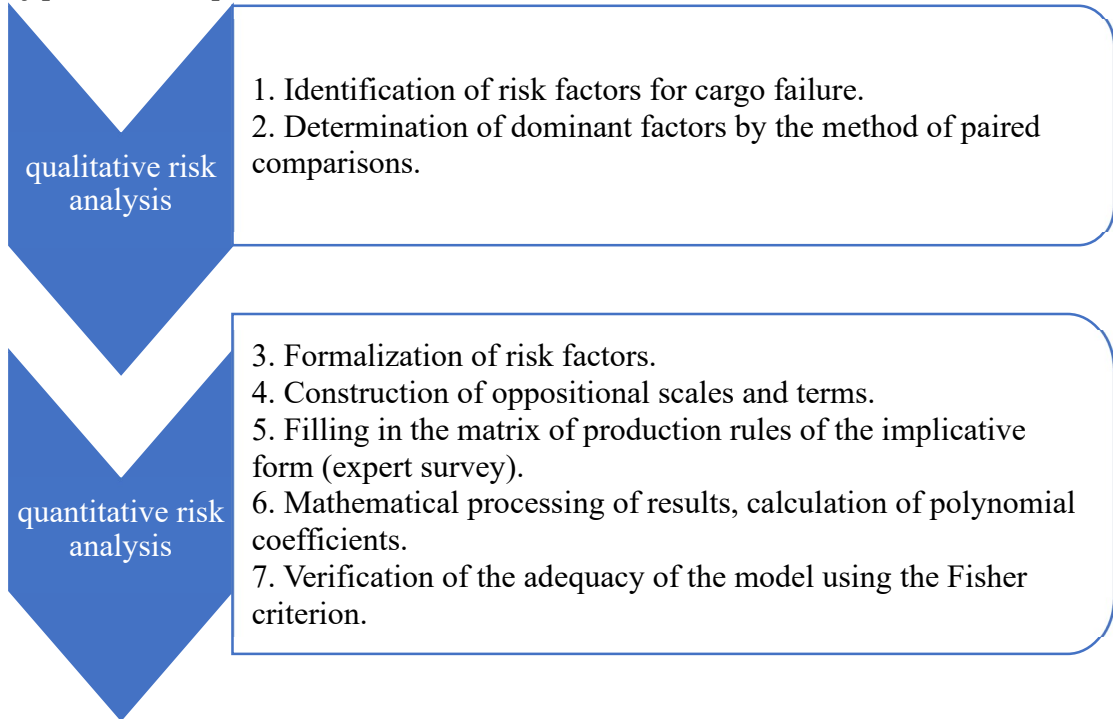 qualitative risk
analysis
1. Identification of risk factors for cargo failure.
2. Determination of dominant factors by the method of paired
comparisons.
quantitative risk
analysis
3. Formalization of risk factors.
4. Construction of oppositional scales and terms.
5. Filling in the matrix of production rules of the implicative
form (expert survey).
6. Mathematical processing of results, calculation of polynomial
coefficients.
7. Verification of the adequacy of the model using the Fisher
criterion.